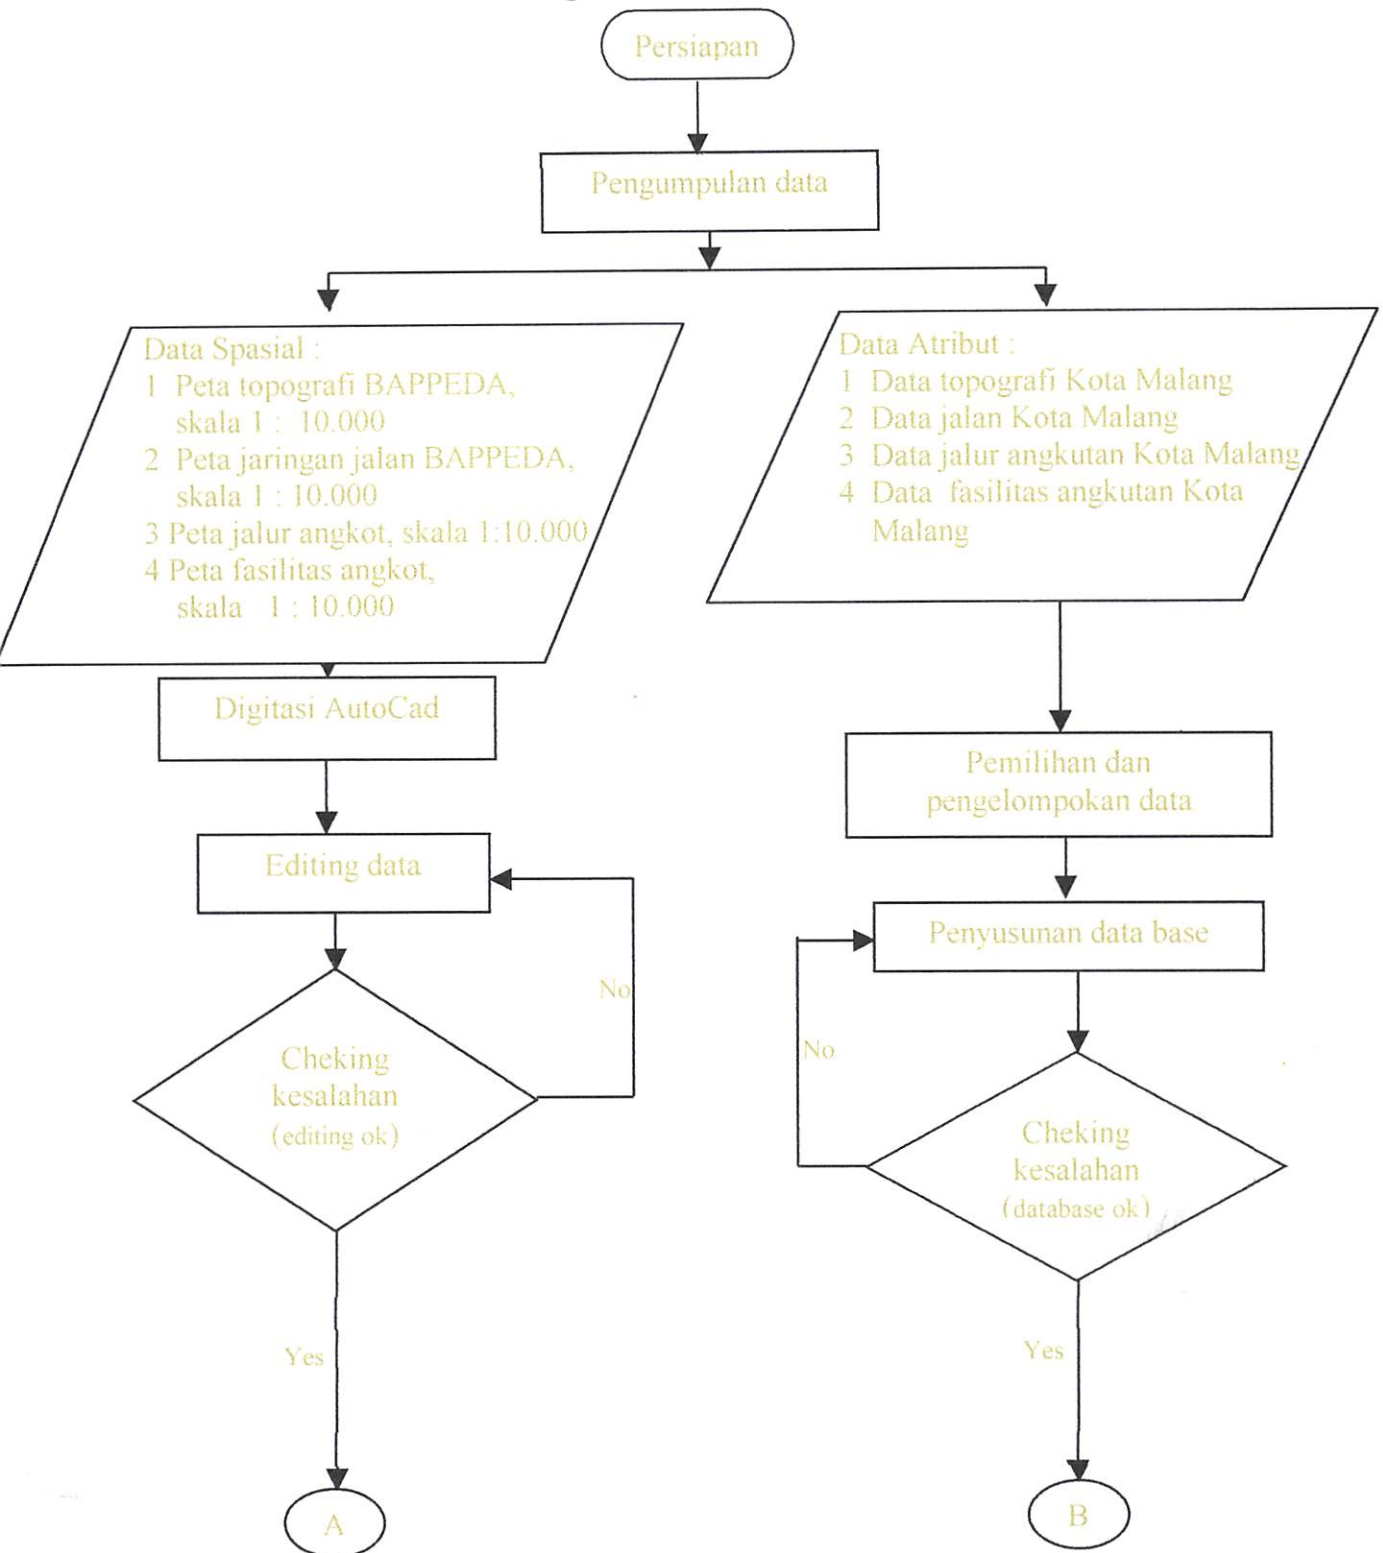 Persiapan
Pengumpulan data
Data Spasial :
1 Peta topografi BAPPEDA,
skala 1 : 10.000
2 Peta jaringan jalan BAPPEDA,
skala 1 : 10.000
3 Peta jalur angkot, skala 1:10.000
4 Peta fasilitas angkot,
skala 1 : 10.000
Digitasi AutoCad
Editing data
No
Cheking
kesalahan
(editing ok)
Yes
A
Data Atribut :
1 Data topografi Kota Malang
2 Data jalan Kota Malang
3 Data jalur angkutan Kota Malang
4 Data fasilitas angkutan Kota
Malang
Pemilihan dan
pengelompokan data
Penyusunan data base
No
Cheking
kesalahan
(database ok)
Yes
B